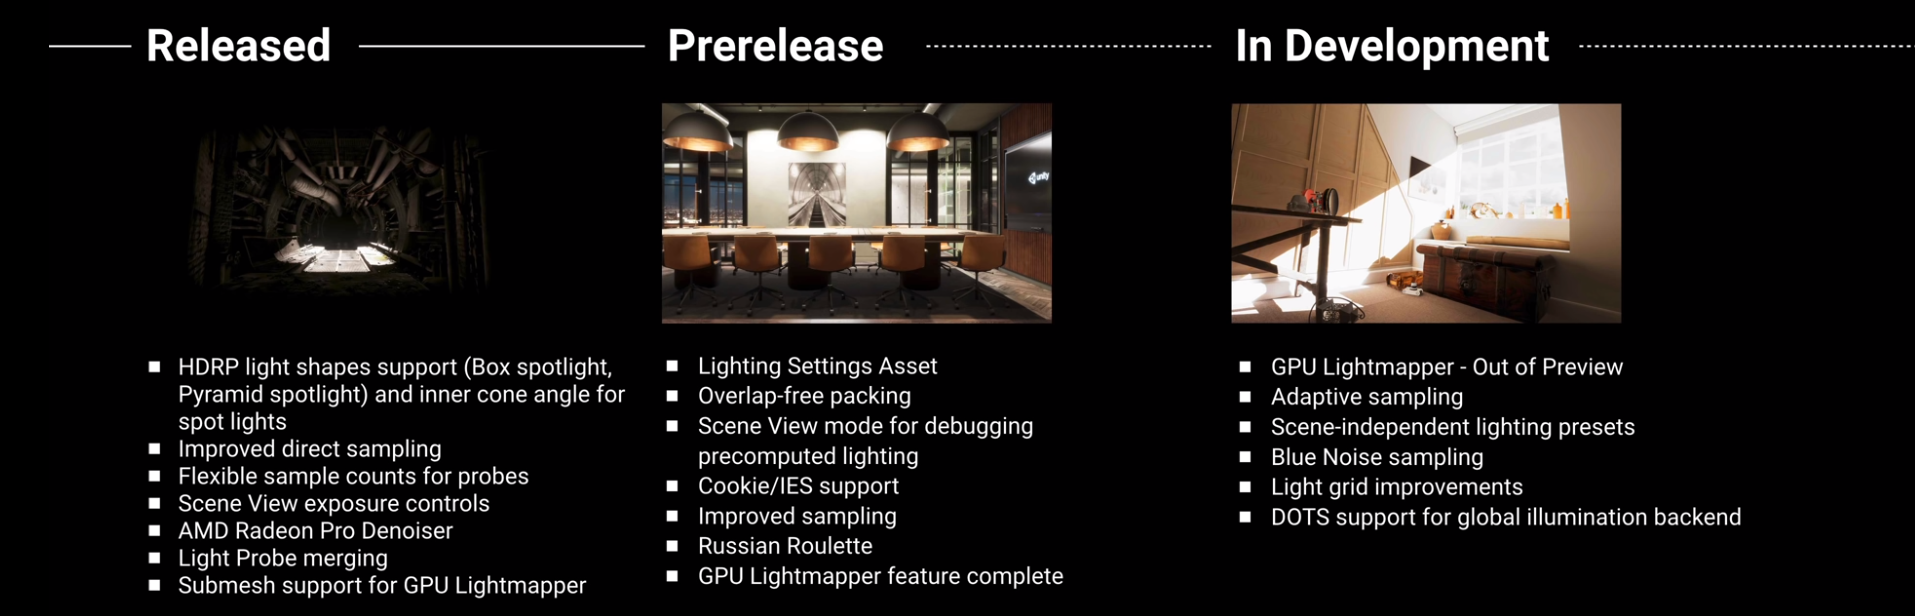 Released
HDRP light shapes support (Box spotlight,
Pyramid spotlight) and inner cone angle for
spot lights
Improved direct sampling
Flexible sample counts for probes
Scene View exposure controls
AMD Radeon Pro Denoiser
Light Probe merging
Submesh support for GPU Lightmapper
Prerelease
unity
Lighting Settings Asset
Overlap-free packing
Scene View mode for debugging
precomputed lighting
Cookie/IES support
Improved sampling
Russian Roulette
GPU Lightmapper feature complete
In Development
GPU Lightmapper - Out of Preview
Adaptive sampling
Scene-independent lighting presets
Blue Noise sampling
Light grid improvements
DOTS support for global illumination backend